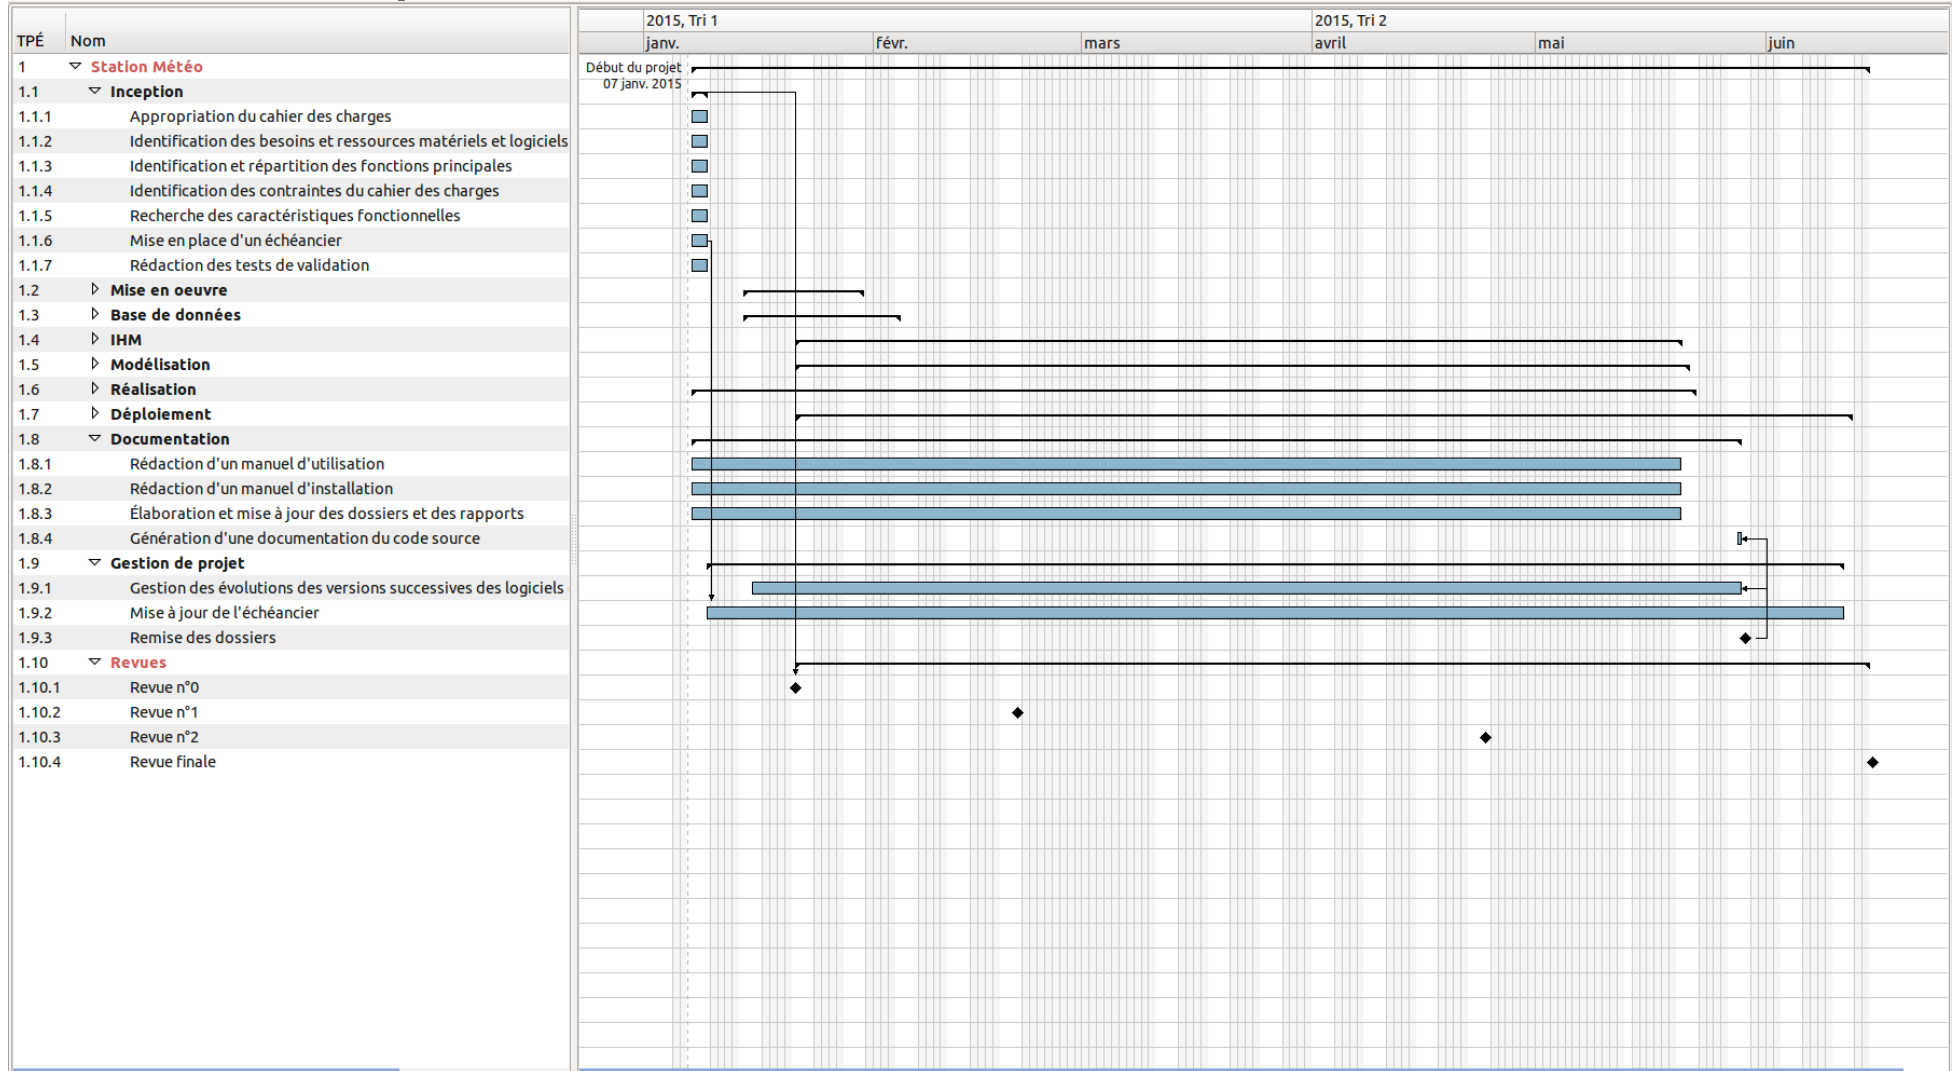 2015, Tri 1
2015, Tri 2
TPÉ Nom
janv. févr. mars avril mai juin
1 Station Météo
Début du projet
07 janv. 2015
1.1 Inception
1.1.1 Appropriation du cahier des charges
1.1.2 Identification des besoins et ressources matériels et logiciels
1.1.3 Identification et répartition des fonctions principales
1.1.4 Identification des contraintes du cahier des charges
1.1.5 Recherche des caractéristiques fonctionnelles
1.1.6 Mise en place d'un échéancier
1.1.7 Rédaction des tests de validation
1.2 Mise en oeuvre
1.3 Base de données
1.4 IHM
1.5 Modélisation
1.6 Réalisation
1.7 Déploiement
1.8 Documentation
1.8.1 Rédaction d'un manuel d'utilisation
1.8.2 Rédaction d'un manuel d'installation
1.8.3 Élaboration et mise à jour des dossiers et des rapports
1.8.4 Génération d'une documentation du code source
1.9 Gestion de projet
1.9.1 Gestion des évolutions des versions successives des logiciels
1.9.2 Mise à jour de l'échéancier
1.9.3 Remise des dossiers
1.10 Revues
1.10.1 Revue n°0
1.10.2 Revue n°1
1.10.3 Revue n°2
1.10.4 Revue finale